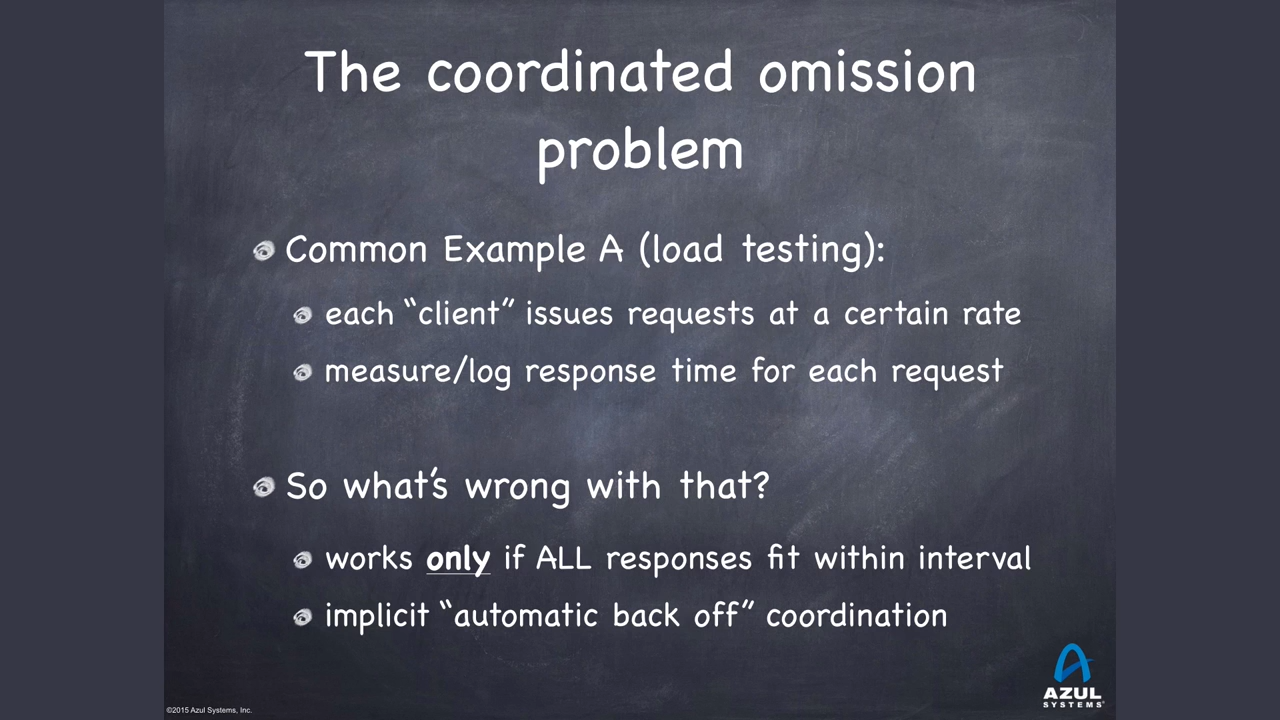 The coordinated omission
problem
Common Example A (load testing):
each “client” issues requests at a certain rate
measure/log response time for each request
So what’s wrong with that?
works only if ALL responses fit within interval
implicit “automatic back off” coordination
AZUL
SYSTEMS®
©2015 Azul Systems, Inc.